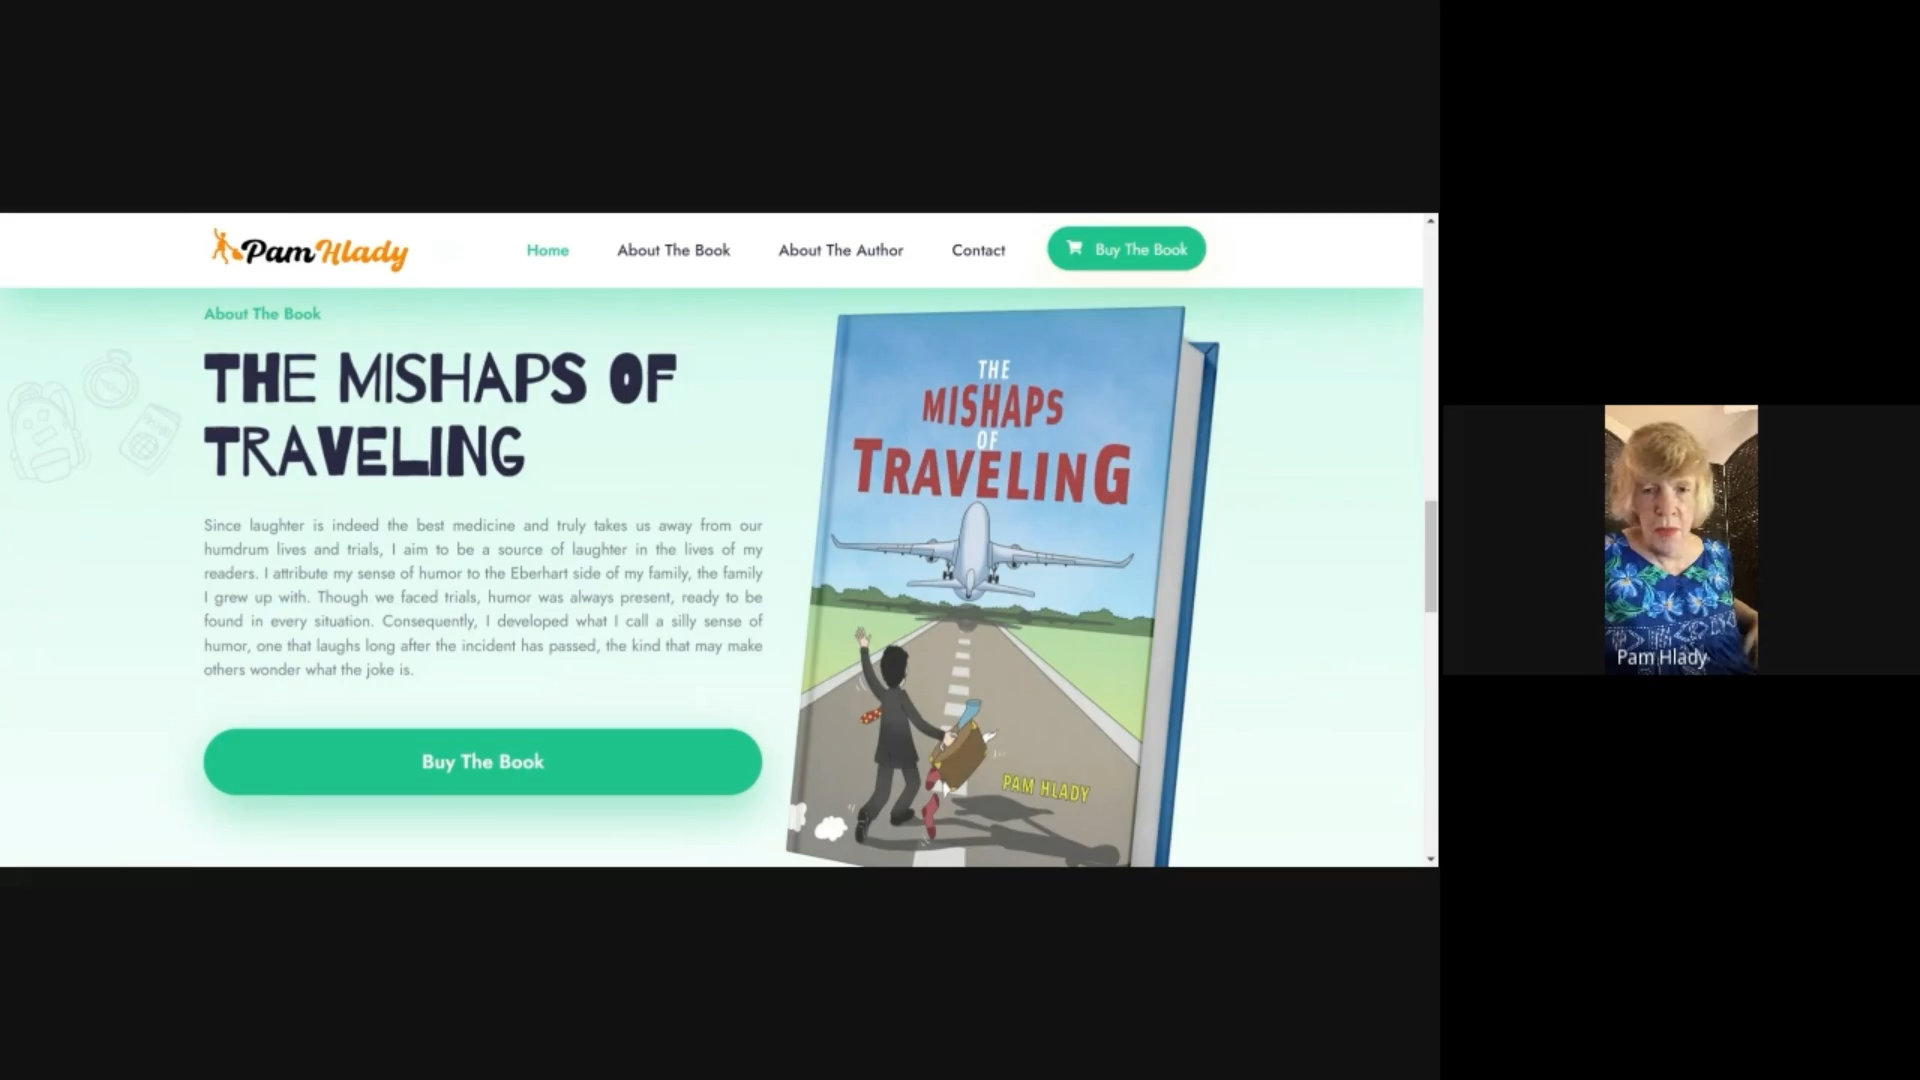 Pam Hlady
Home
About The Book
About The Author
Contact
Buy The Book
About The Book
THE MISHAPS OF
TRAVELING
Since laughter is indeed the best medicine and truly takes us away from our
humdrum lives and trials, I aim to be a source of laughter in the lives of my
readers. I attribute my sense of humor to the Eberhart side of my family, the family
I grew up with. Though we faced trials, humor was always present, ready to be
found in every situation. Consequently, I developed what I call a silly sense of
humor, one that laughs long after the incident has passed, the kind that may make
others wonder what the joke is.
Buy The Book
THE
MISHAPS
OF
TRAVELING
PAM HLADY
Pam Hlady